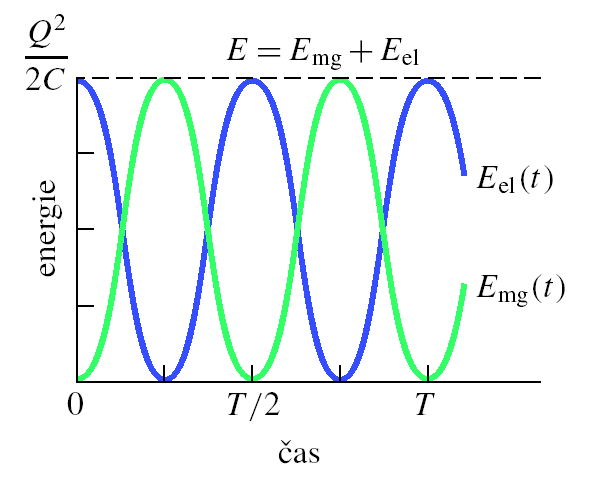 Q²
2C
E = E_mg + E_el
energie
E_el(t)
E_mg(t)
0
T/2
T
čas